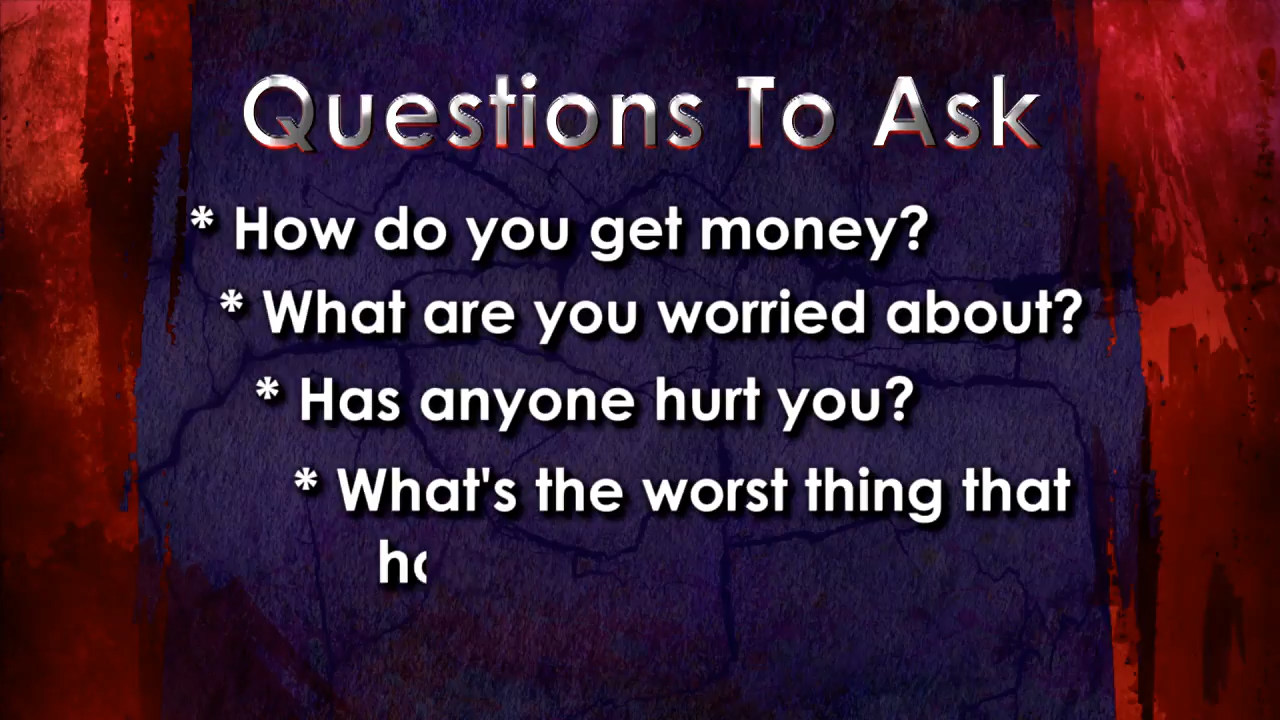 Questions To Ask
* How do you get money?
* What are you worried about?
* Has anyone hurt you?
* What's the worst thing that